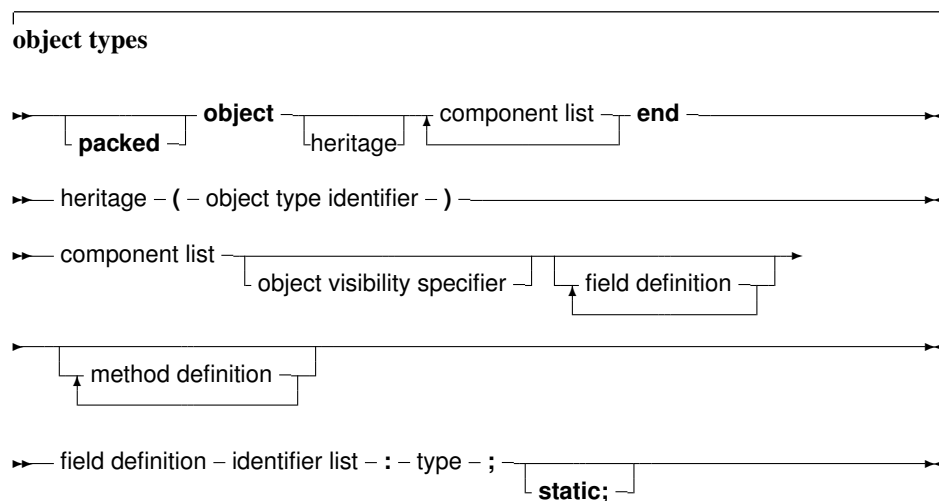 object types
object component list end
packed heritage
heritage – ( – object type identifier – )
component list
object visibility specifier field definition
method definition
field definition – identifier list – : – type – ;
static;